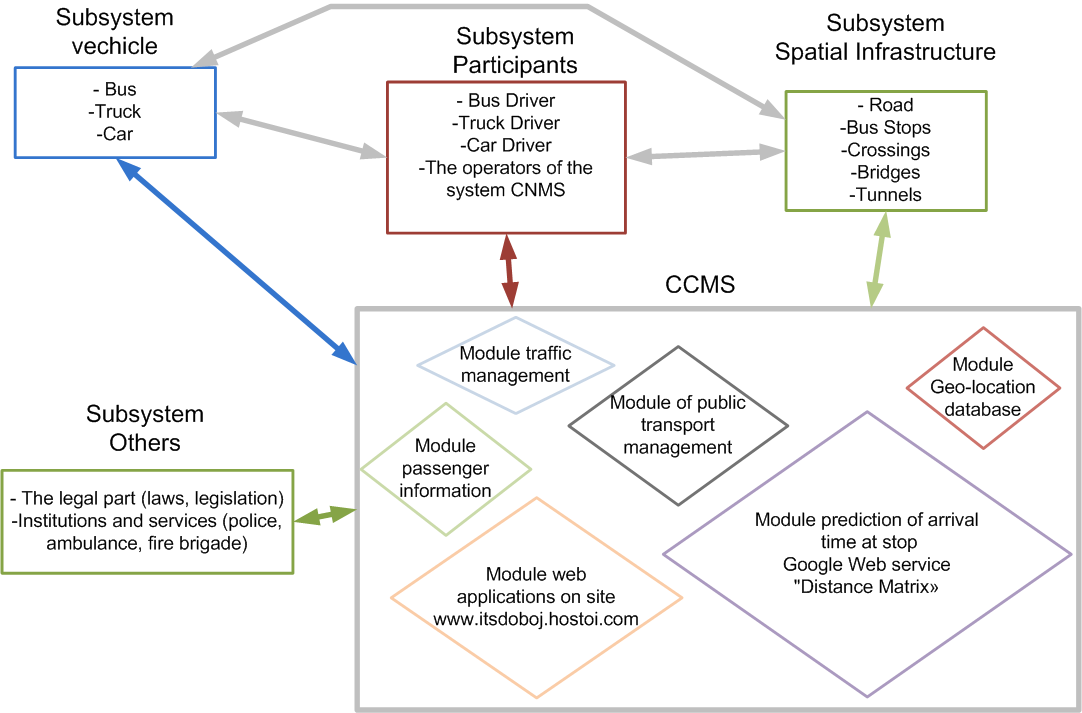 Subsystem
vechicle
- Bus
-Truck
-Car
Subsystem
Participants
- Bus Driver
-Truck Driver
-Car Driver
-The operators of the
system CNMS
Subsystem
Spatial Infrastructure
- Road
-Bus Stops
-Crossings
-Bridges
-Tunnels
CCMS
Module traffic
management
Module of public
transport
management
Module
Geo-location
database
Module
passenger
information
Module prediction of arrival
time at stop
Google Web service
"Distance Matrix»
Module web
applications on site
www.itsdoboj.hostoi.com
Subsystem
Others
- The legal part (laws, legislation)
-Institutions and services (police,
ambulance, fire brigade)